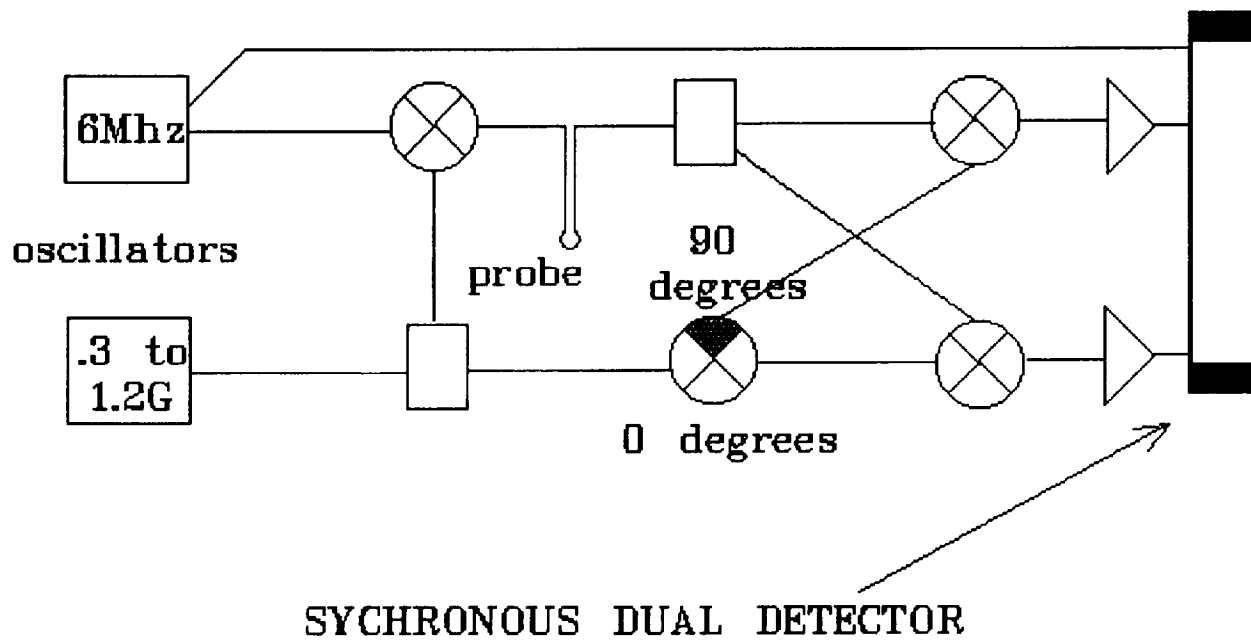 6Mhz
oscillators
probe
90
degrees
.3 to
1.2G
0 degrees
SYCHRONOUS DUAL DETECTOR